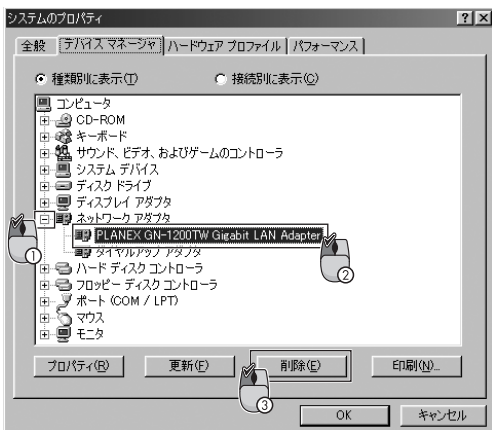 システムのプロパティ
全般 デバイス マネージャ ハードウェア プロファイル パフォーマンス
種類別に表示(T) 接続別に表示(C)
コンピュータ
CD-ROM
キーボード
サウンド、ビデオ、およびゲームのコントローラ
システム デバイス
ディスク ドライブ
ディスプレイ アダプタ
ネットワーク アダプタ
PLANEX GN-1200TW Gigabit LAN Adapter
ダイヤルアップ アダプタ
ハード ディスク コントローラ
フロッピー ディスク コントローラ
ポート (COM / LPT)
マウス
モニタ
①
②
プロパティ(R) 更新(F) 削除(E) 印刷(N)...
③
OK キャンセル